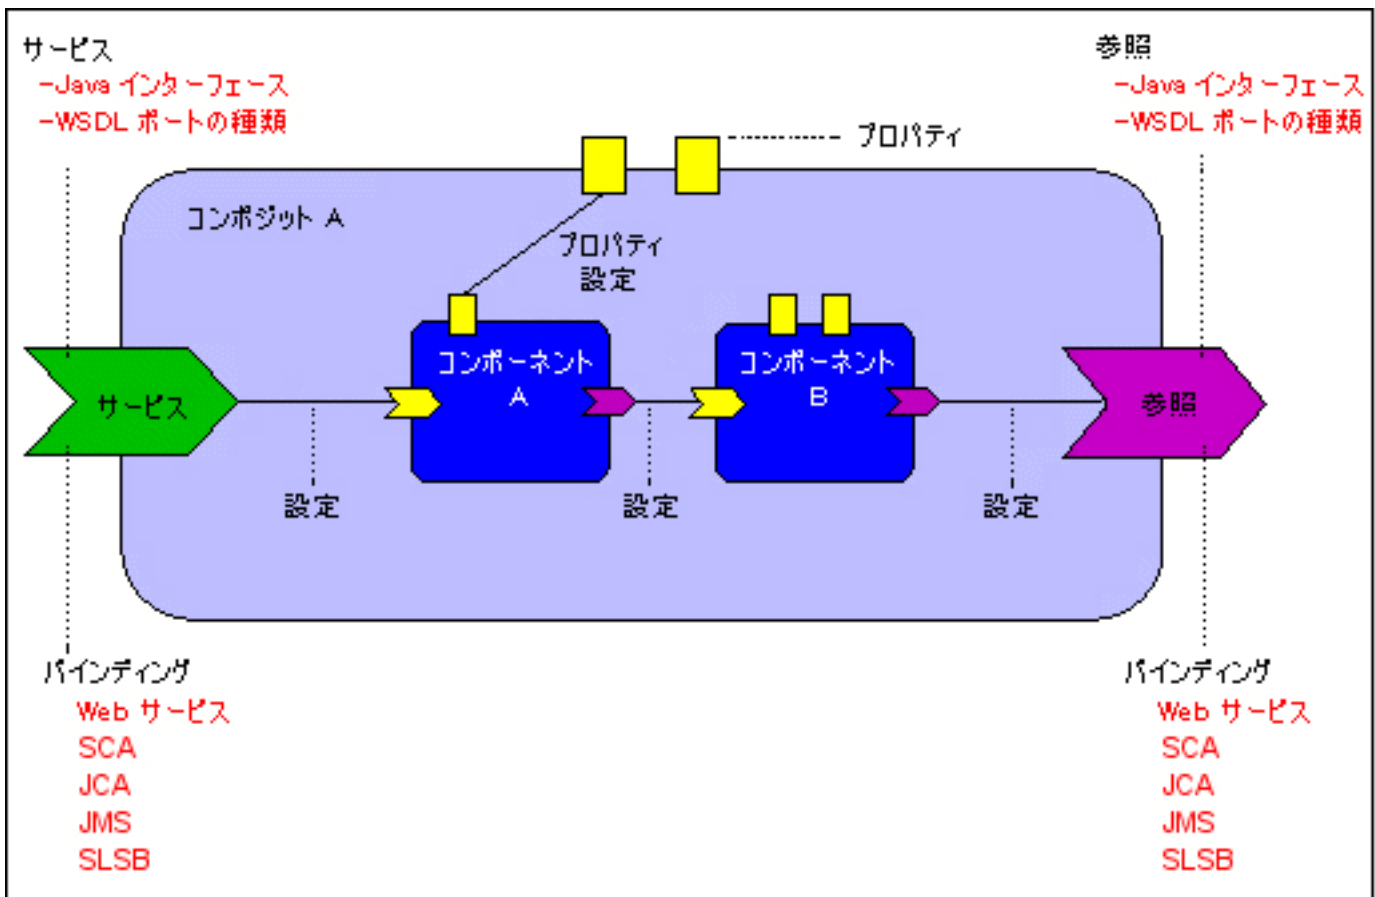 サービス
-Java インターフェース
-WSDL ポートの種類
参照
-Java インターフェース
-WSDL ポートの種類
プロパティ
コンポジット A
プロパティ
設定
コンポーネント
A
コンポーネント
B
サービス
参照
設定
設定
設定
バインディング
Web サービス
SCA
JCA
JMS
SLSB
バインディング
Web サービス
SCA
JCA
JMS
SLSB